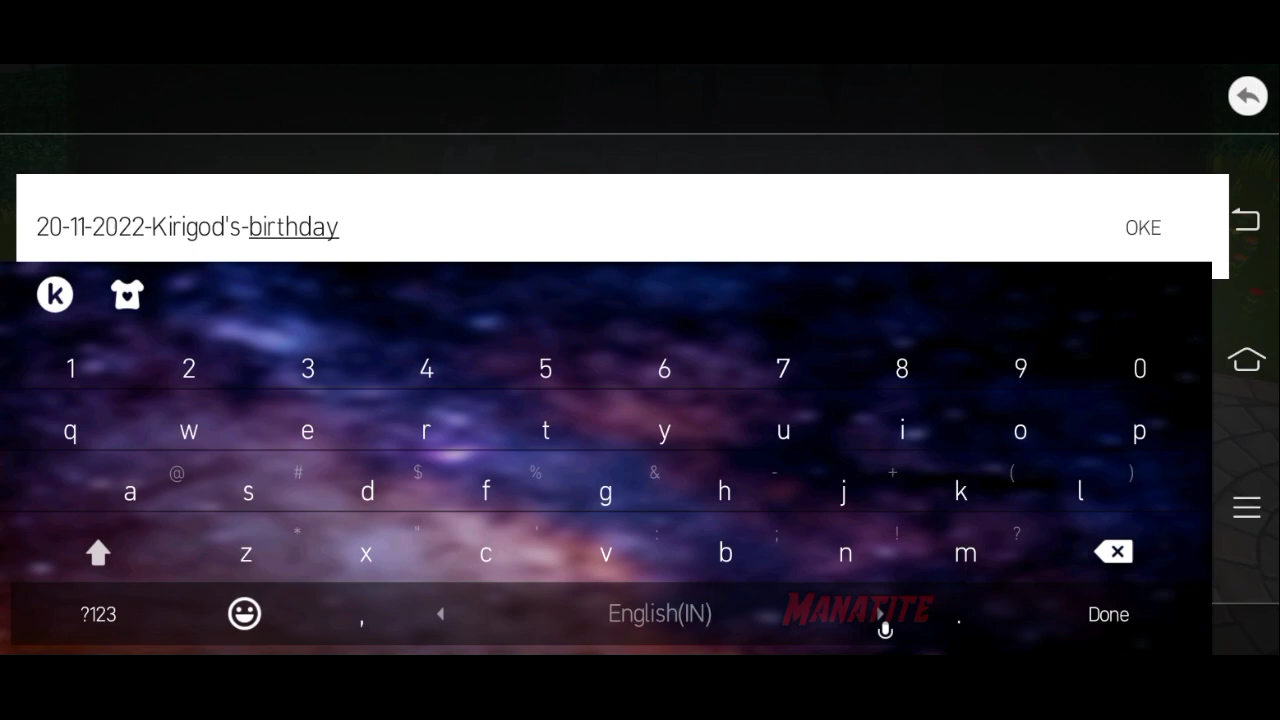 20-11-2022-Kirigod's-birthday OKE
k
1 2 3 4 5 6 7 8 9 0
q w e r t y u i o p
@ # $ % & - + ( )
a s d f g h j k l
* " ' : ; ! ?
z x c v b n m
?123 , English(IN) MANATITE . Done